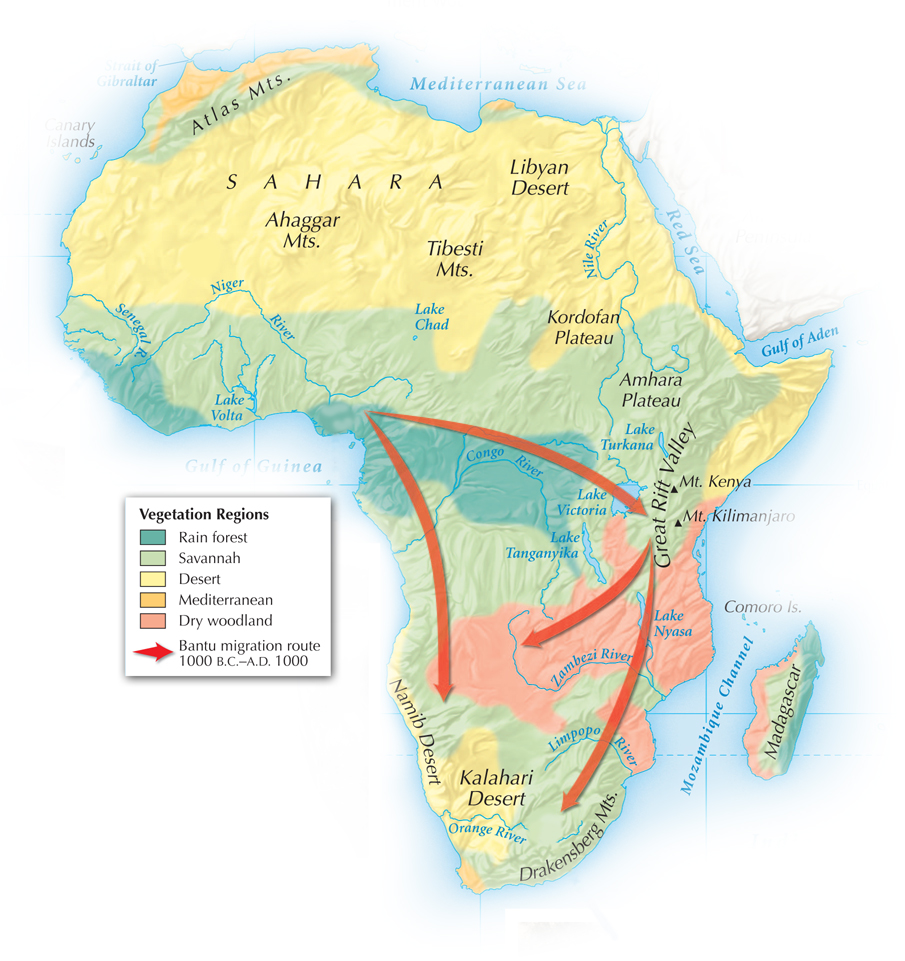 Strait of
Gibraltar
Mediterranean Sea
Atlas Mts.
Canary
Islands
SAHARA
Libyan
Desert
Ahaggar
Mts.
Tibesti
Mts.
Nile River
Red Sea
Niger
River
Senegal R.
Lake
Chad
Kordofan
Plateau
Gulf of Aden
Amhara
Plateau
Lake
Volta
Lake
Turkana
Gulf of Guinea
Congo
River
Great Rift Valley
Mt. Kenya
Lake
Victoria
Mt. Kilimanjaro
Lake
Tanganyika
Vegetation Regions
Rain forest
Savannah
Desert
Mediterranean
Dry woodland
Bantu migration route
1000 B.C.–A.D. 1000
Comoro Is.
Lake
Nyasa
Zambezi River
Mozambique Channel
Madagascar
Namib Desert
Limpopo
River
Kalahari
Desert
Orange River
Drakensberg Mts.